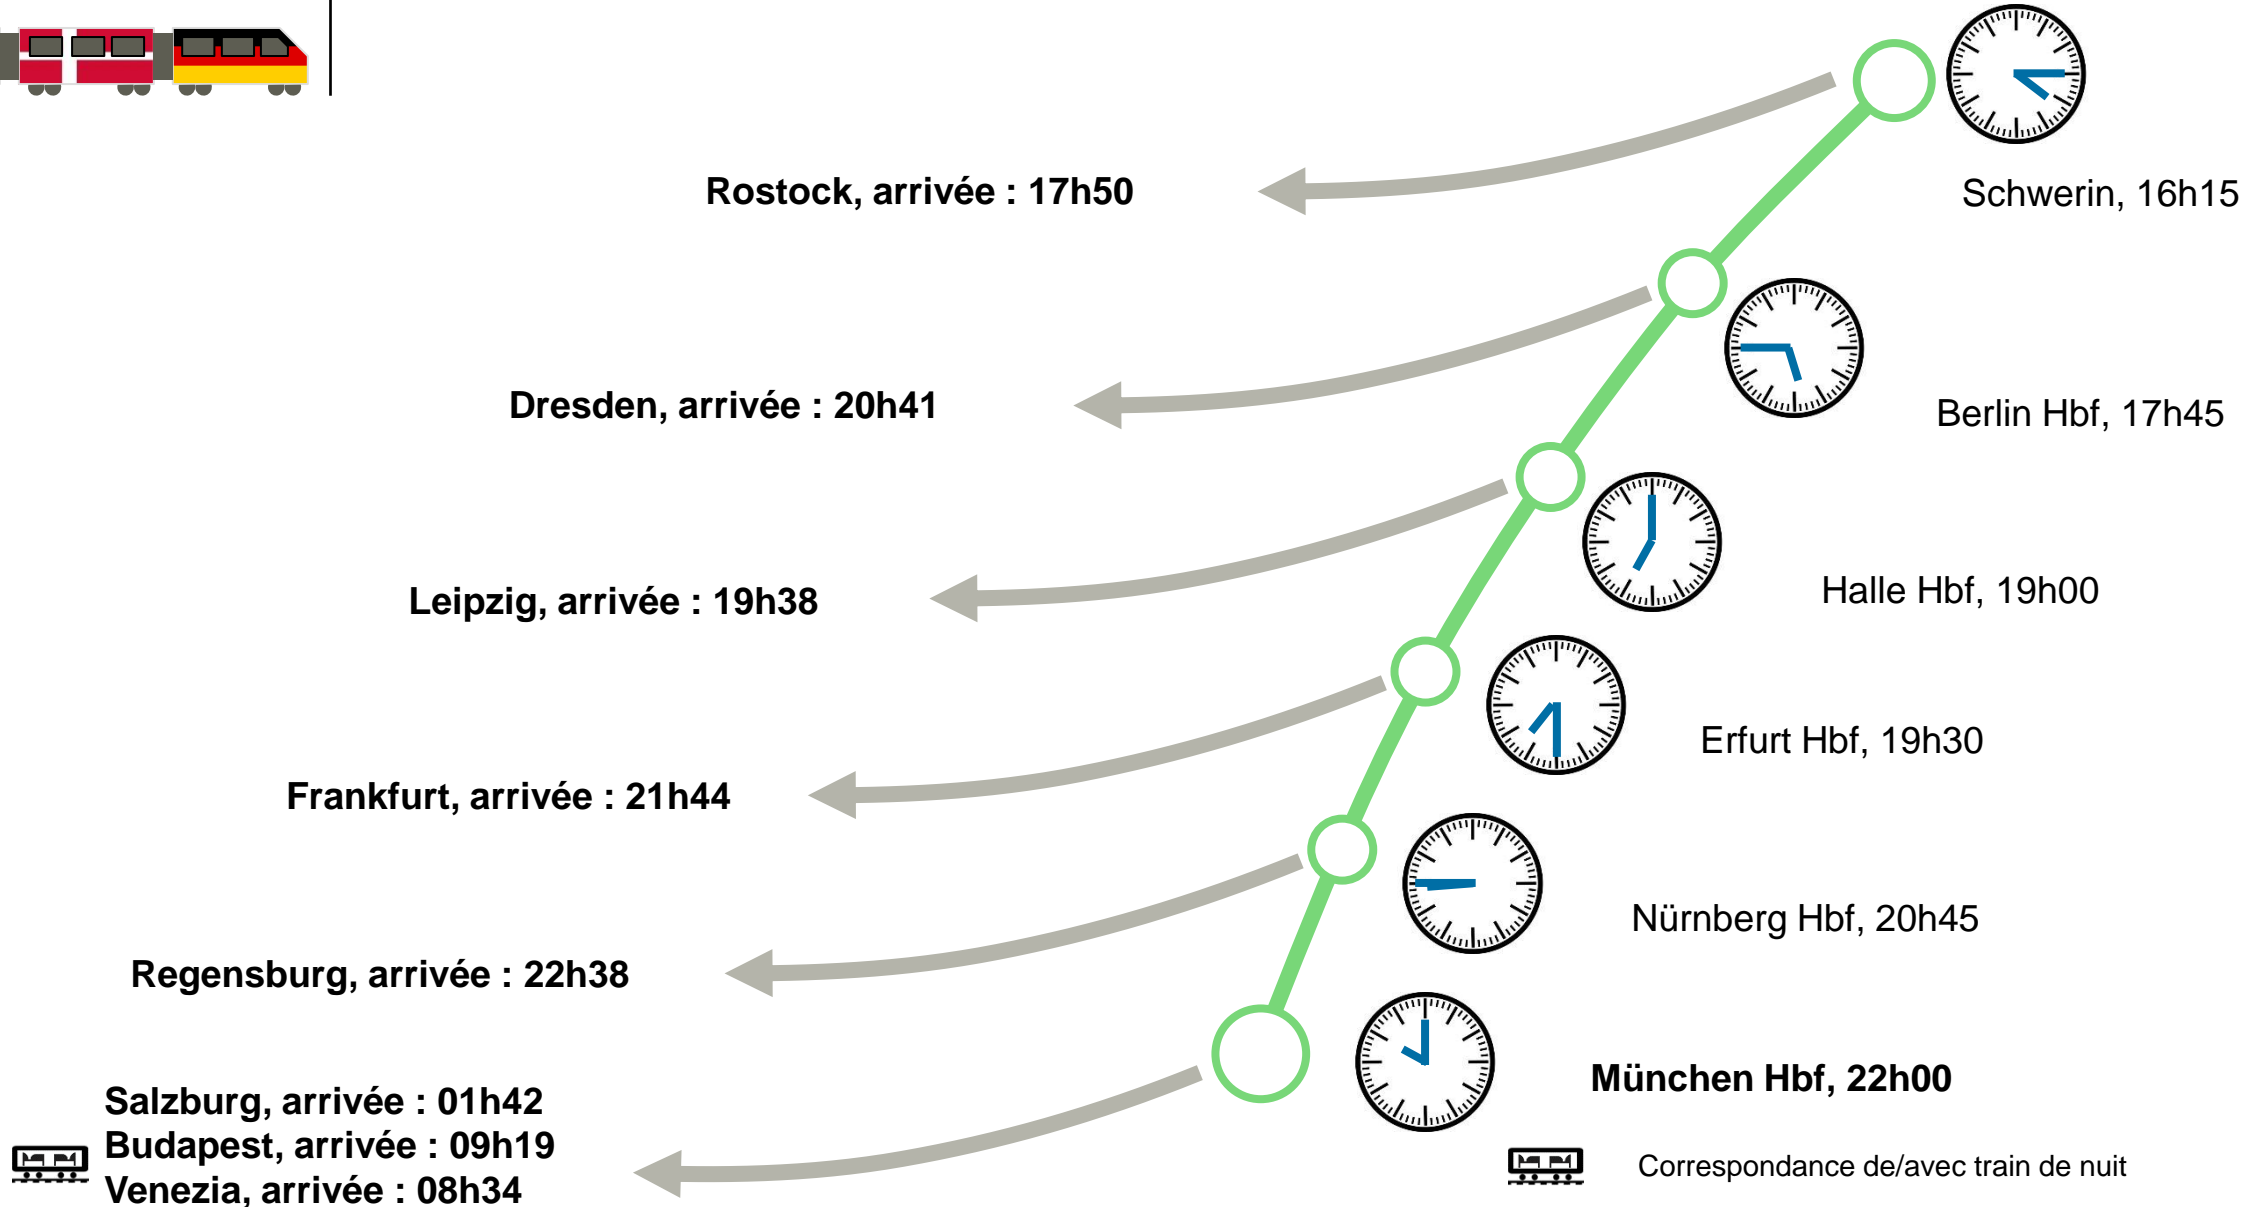 Rostock, arrivée : 17h50
Schwerin, 16h15
Dresden, arrivée : 20h41
Berlin Hbf, 17h45
Leipzig, arrivée : 19h38
Halle Hbf, 19h00
Frankfurt, arrivée : 21h44
Erfurt Hbf, 19h30
Regensburg, arrivée : 22h38
Nürnberg Hbf, 20h45
Salzburg, arrivée : 01h42
Budapest, arrivée : 09h19
Venezia, arrivée : 08h34
München Hbf, 22h00
Correspondance de/avec train de nuit